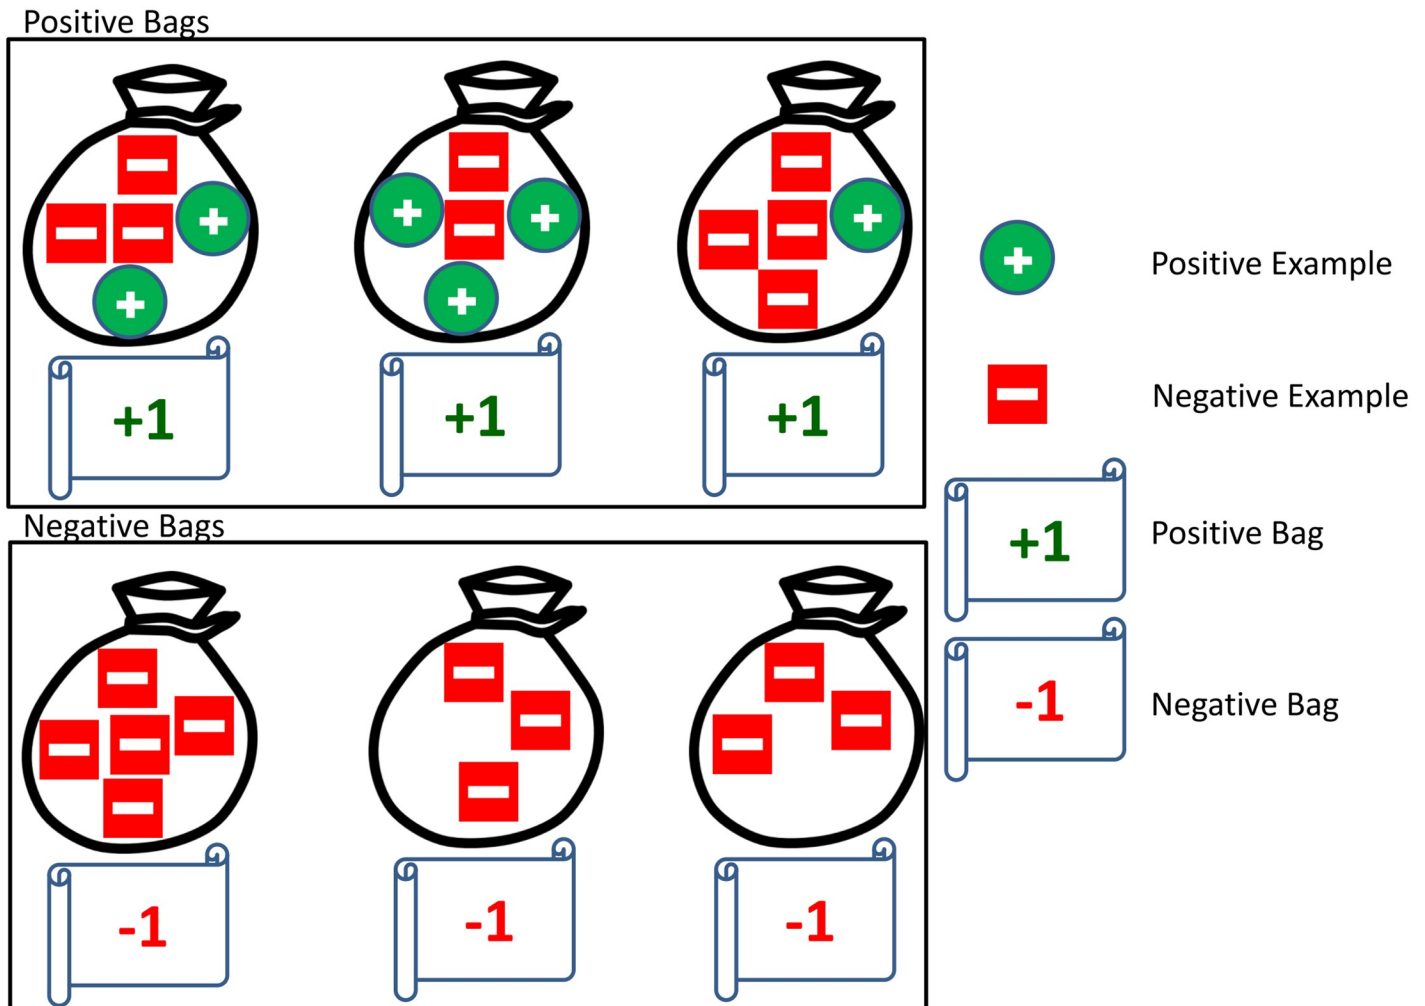 Positive Bags
+1 +1 +1
Negative Bags
-1 -1 -1
Positive Example
Negative Example
+1 Positive Bag
-1 Negative Bag